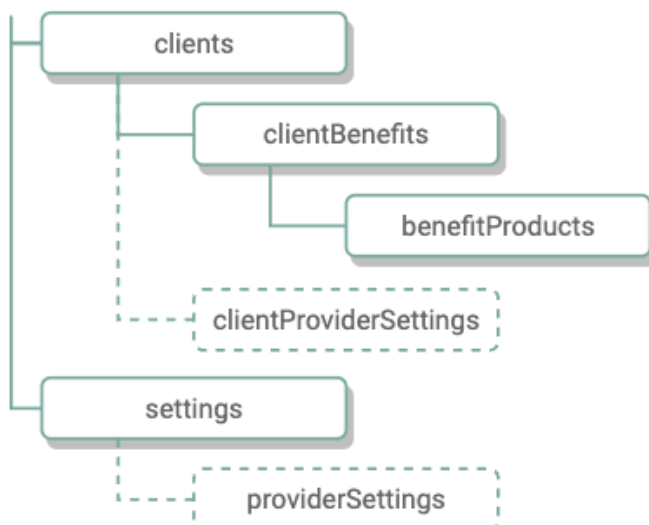 clients
clientBenefits
benefitProducts
clientProviderSettings
settings
providerSettings